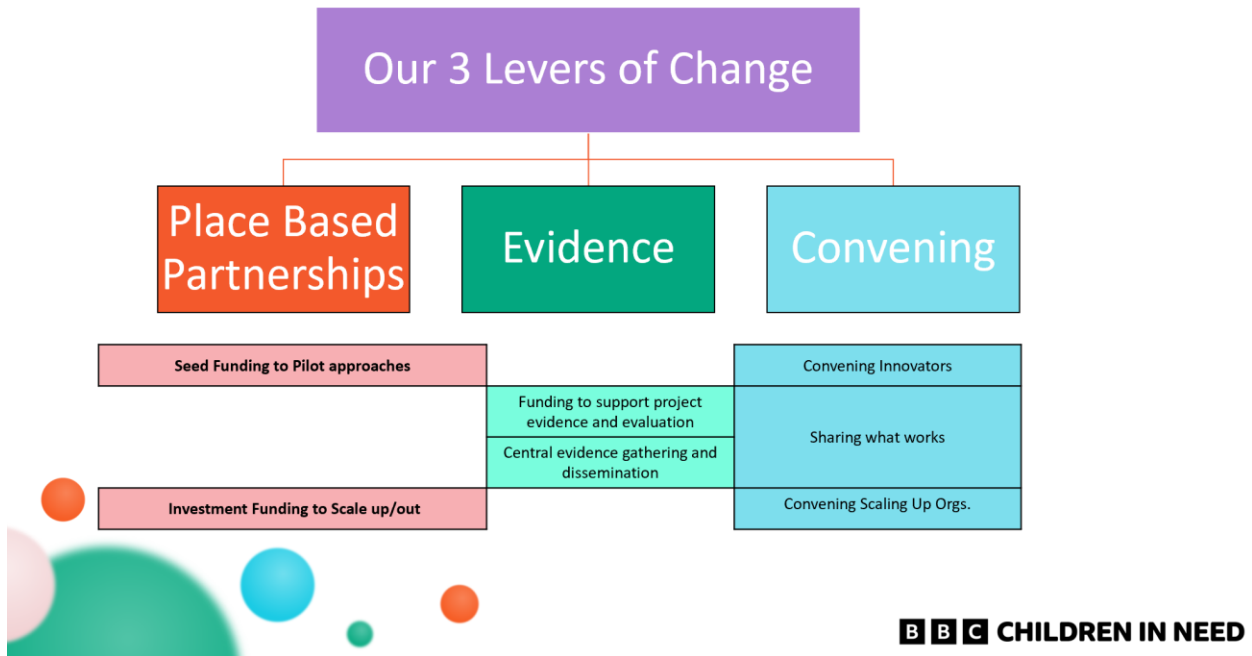 Our 3 Levers of Change
Place Based
Partnerships
Evidence
Convening
Seed Funding to Pilot approaches
Convening Innovators
Funding to support project
evidence and evaluation
Sharing what works
Central evidence gathering and
dissemination
Investment Funding to Scale up/out
Convening Scaling Up Orgs.
BBC CHILDREN IN NEED